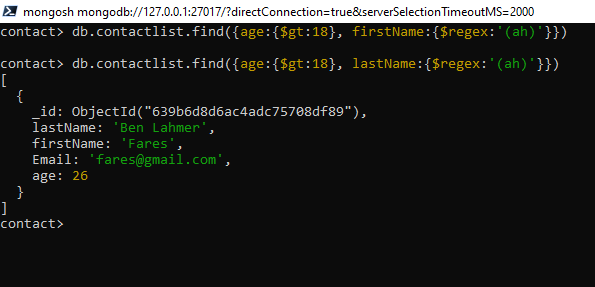 mongosh mongodb://127.0.0.1:27017/?directConnection=true&serverSelectionTimeoutMS=2000
contact> db.contactlist.find({age:{$gt:18}, firstName:{$regex:'(ah)'}})
contact> db.contactlist.find({age:{$gt:18}, lastName:{$regex:'(ah)'}})
[
  {
    _id: ObjectId("639b6d8d6ac4adc75708df89"),
    lastName: 'Ben Lahmer',
    firstName: 'Fares',
    Email: 'fares@gmail.com',
    age: 26
  }
]
contact>